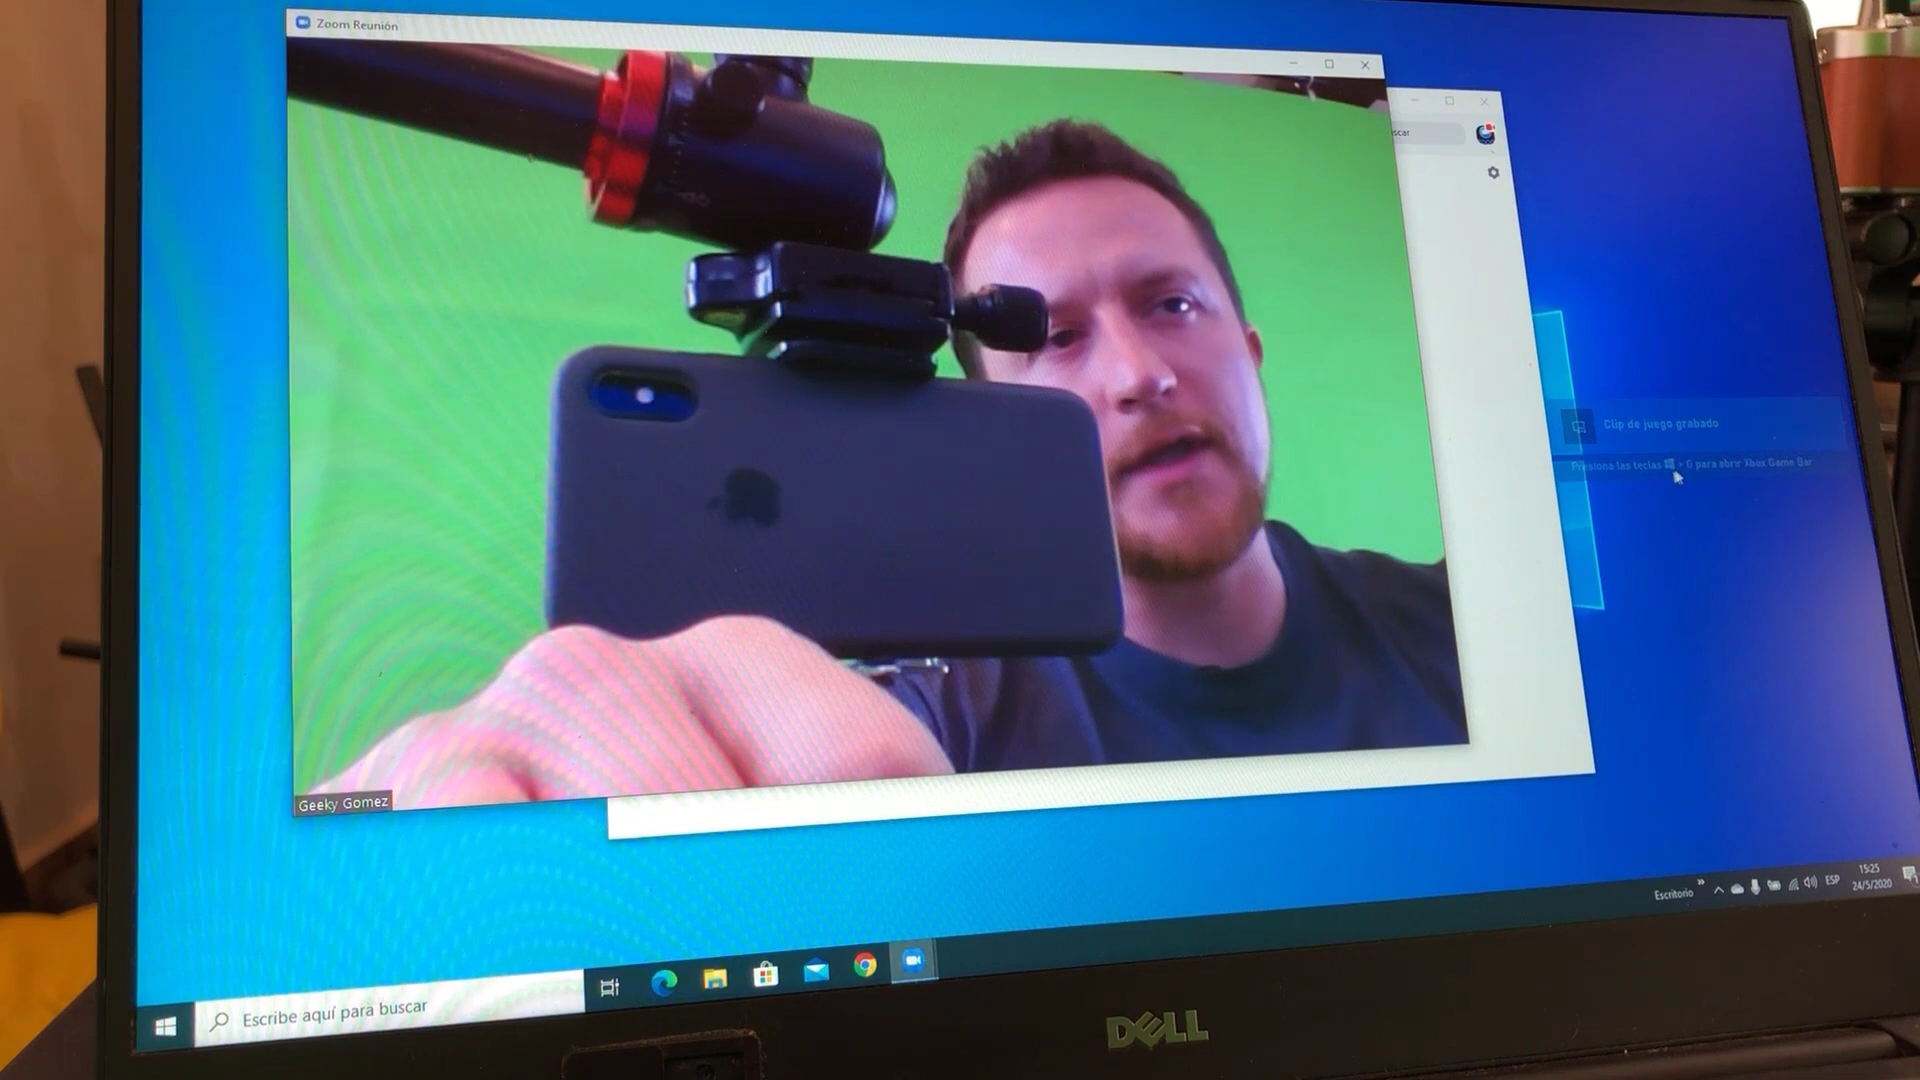 Zoom Reunión
scar
Clip de juego grabado
Presiona las teclas + G para abrir Xbox Game Bar
Geeky Gomez
15:25
Escritorio
ESP
24/5/2020
Escribe aquí para buscar
DELL